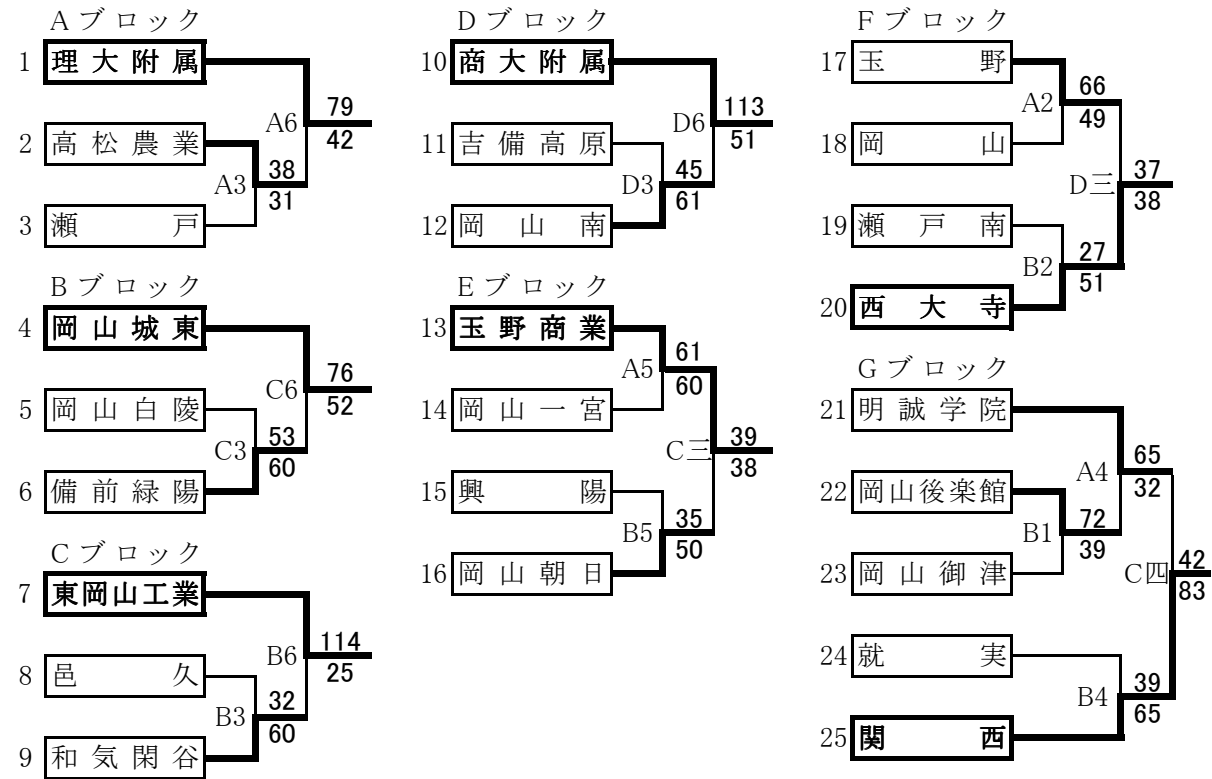 Aブロック
1 理大附属
A6 79
42
2 高松農業
A3 38
31
3 瀬戸
Bブロック
4 岡山城東
C6 76
52
5 岡山白陵
C3 53
60
6 備前緑陽
Cブロック
7 東岡山工業
B6 114
25
8 邑久
B3 32
60
9 和気閑谷
Dブロック
10 商大附属
D6 113
51
11 吉備高原
D3 45
61
12 岡山南
Eブロック
13 玉野商業
A5 61
60
14 岡山一宮
C三 39
38
15 興陽
B5 35
50
16 岡山朝日
Fブロック
17 玉野
A2 66
49
18 岡山
D三 37
38
19 瀬戸南
B2 27
51
20 西大寺
Gブロック
21 明誠学院
A4 65
32
22 岡山後楽館
B1 72
39
23 岡山御津
C四 42
83
24 就実
B4 39
65
25 関西